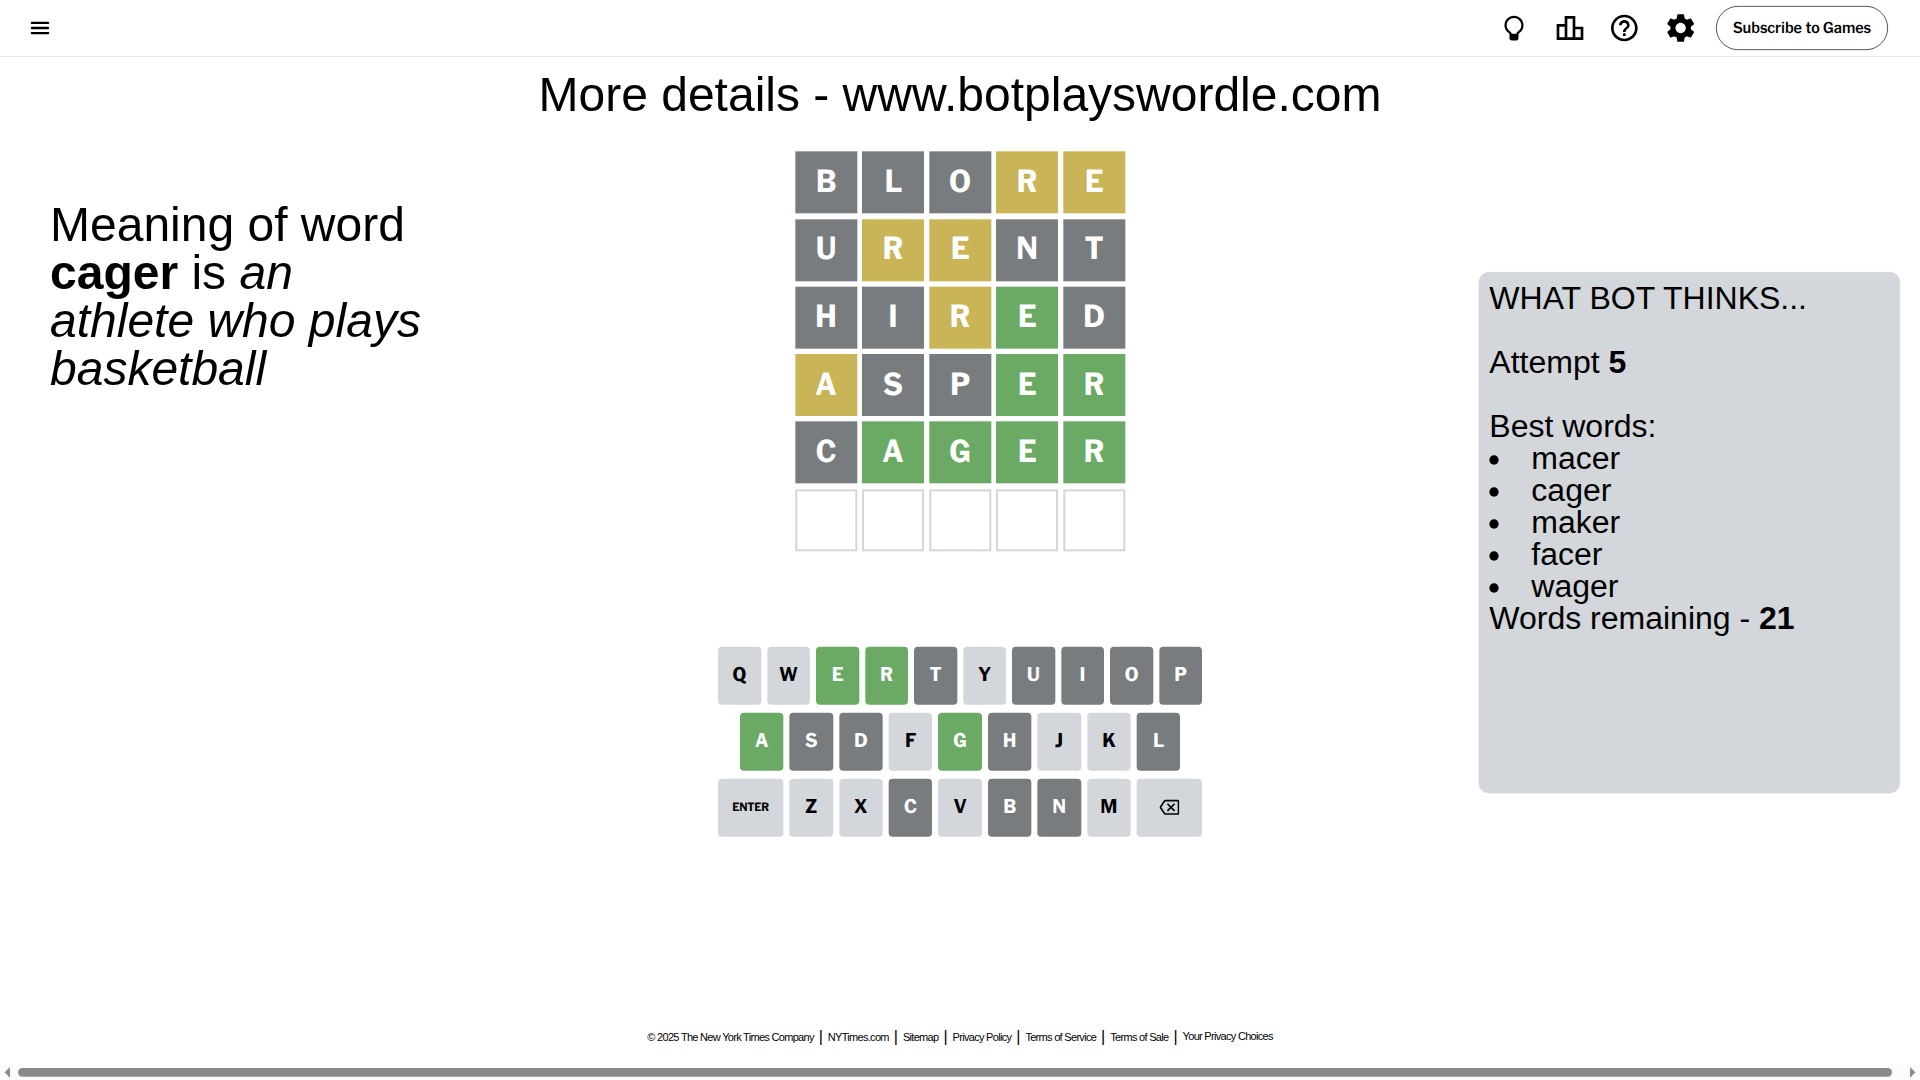 Subscribe to Games
More details - www.botplayswordle.com
Meaning of word
cager is an
athlete who plays
basketball
B L O R E
U R E N T
H I R E D
A S P E R
C A G E R
WHAT BOT THINKS...
Attempt 5
Best words:
• macer
• cager
• maker
• facer
• wager
Words remaining - 21
Q W E R T Y U I O P
A S D F G H J K L
ENTER Z X C V B N M
© 2025 The New York Times Company | NYTimes.com | Sitemap | Privacy Policy | Terms of Service | Terms of Sale | Your Privacy Choices